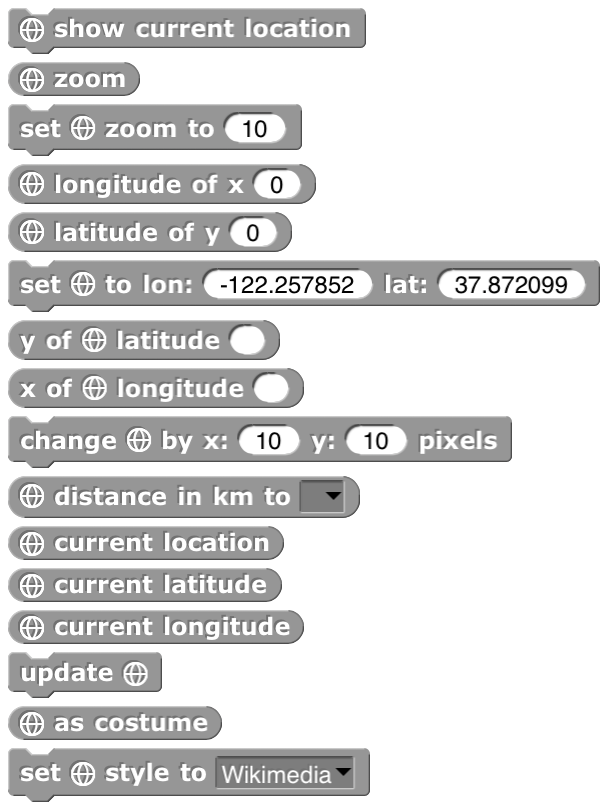 show current location
zoom
set zoom to 10
longitude of x 0
latitude of y 0
set to lon: -122.257852 lat: 37.872099
y of latitude
x of longitude
change by x: 10 y: 10 pixels
distance in km to
current location
current latitude
current longitude
update
as costume
set style to Wikimedia